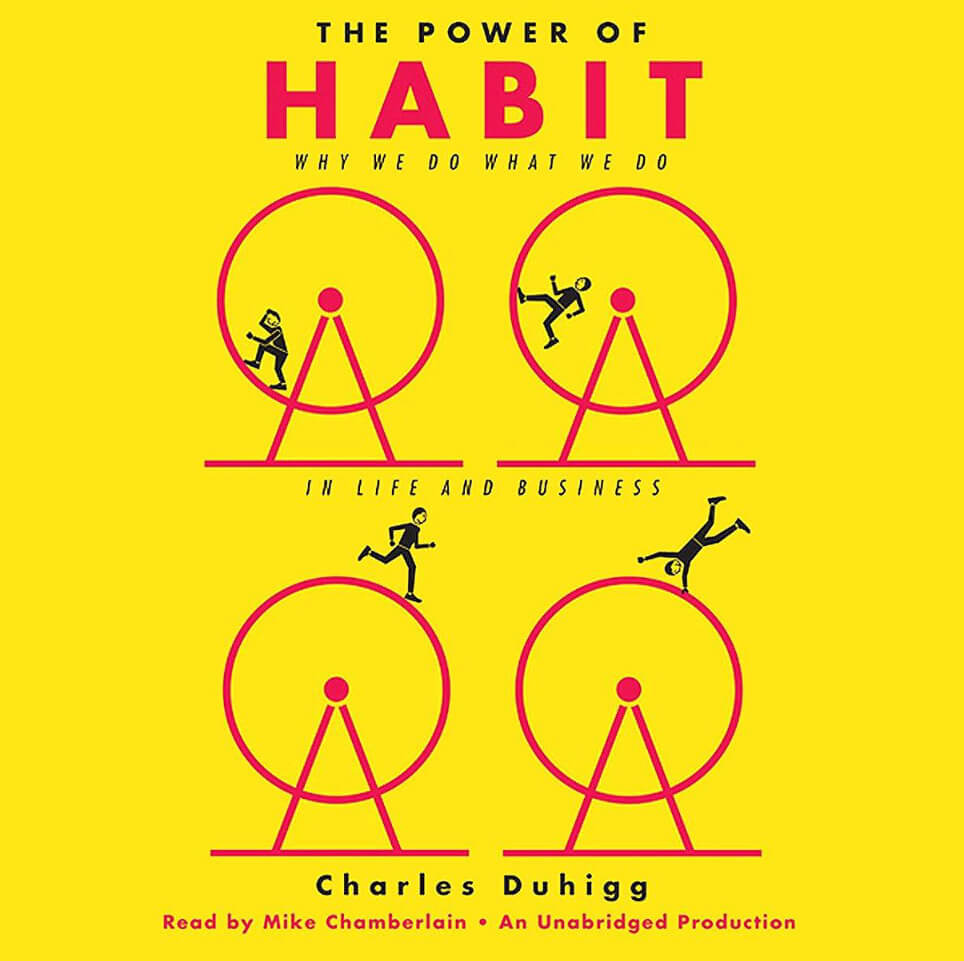 THE POWER OF
HABIT
WHY WE DO WHAT WE DO
IN LIFE AND BUSINESS
Charles Duhigg
Read by Mike Chamberlain • An Unabridged Production